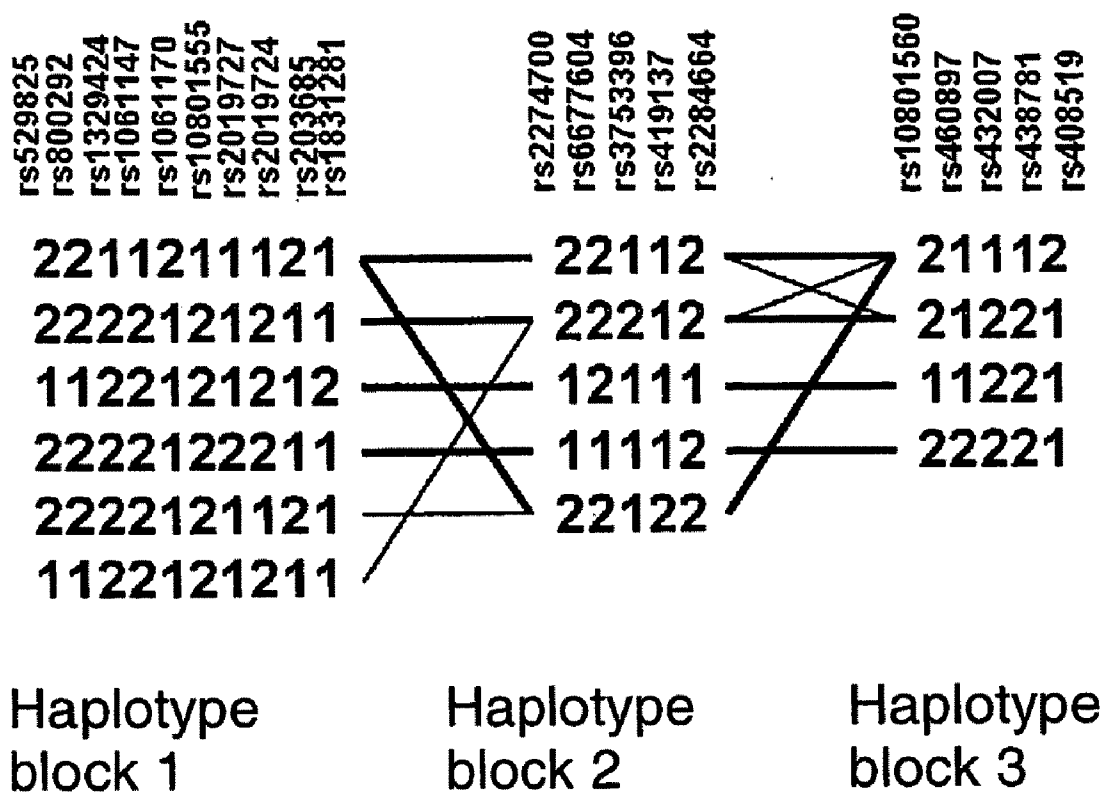 rs529825
rs800292
rs1329424
rs1061147
rs1061170
rs10801555
rs2019727
rs2019724
rs203685
rs1831281
rs2274700
rs6677604
rs3753396
rs419137
rs2284664
rs10801560
rs460897
rs432007
rs438781
rs408519
2211211121 22112 21112
2222121211 22212 21221
1122121212 12111 11221
2222122211 11112 22221
2222121121 22122
1122121211
Haplotype Haplotype Haplotype
block 1 block 2 block 3